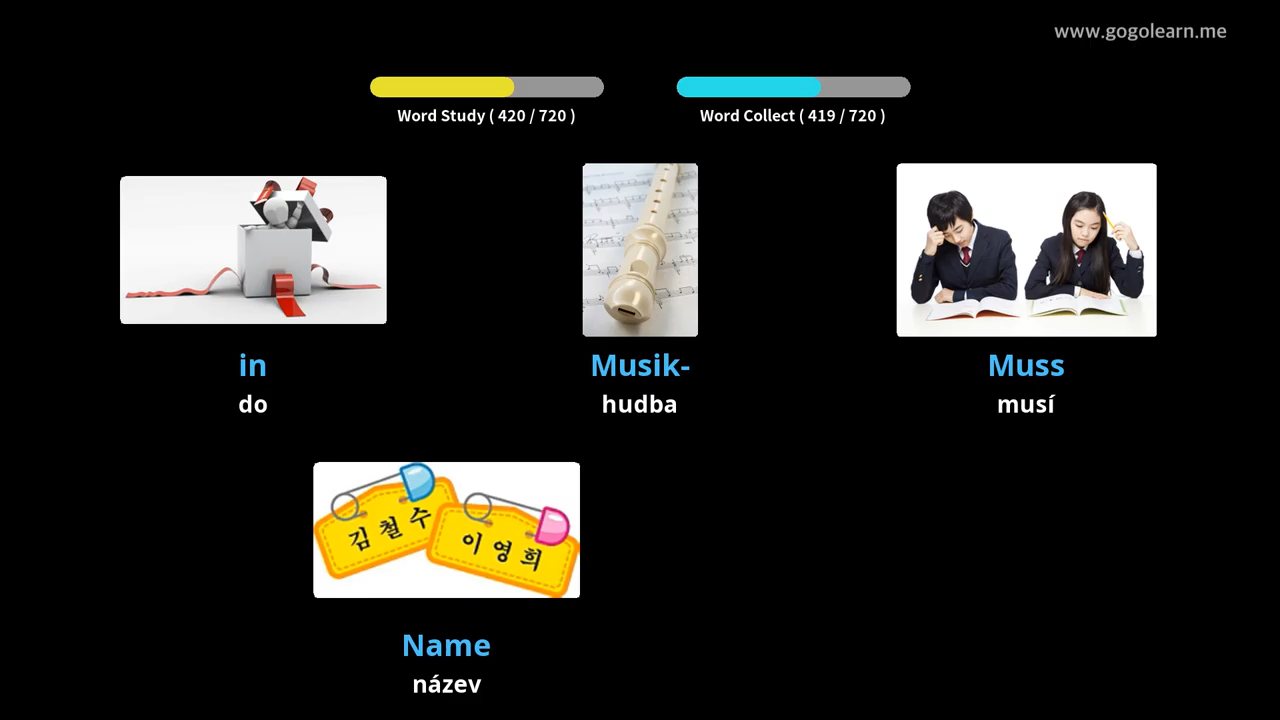 www.gogolearn.me
Word Study ( 420 / 720 )
Word Collect ( 419 / 720 )
in
do
Musik-
hudba
Muss
musí
김철수
이영희
Name
název